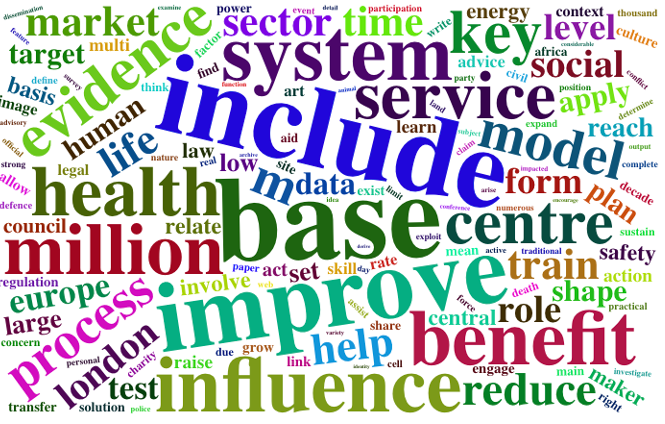 dissemination
examine
power
event
detail
participation
energy
context
thousand
feature
market
evidence
factor
sector
time
write
key
level
culture
target
multi
find
system
party
advice
africa
considerable
social
conflict
survey
think
function
animal
civil
position
basis
define
art
service
land
apply
determine
image
human
include
aid
learn
subject
claim
expand
model
reach
output
advisory
official
life
law
real
low
archive
site
complete
strong
nature
legal
m
data
idea
exist
limit
arise
impacted
form
plan
decade
allow
health
base
conference
numerous
encourage
defence
council
relate
centre
sustain
million
exploit
derive
mean
active
traditional
safety
regulation
paper
act
set
skill
day
rate
train
action
europe
process
involve
web
improve
force
death
shape
practical
large
assist
share
central
role
concern
personal
london
charity
raise
due
grow
link
variety
help
identity
cell
benefit
engage
main
investigate
transfer
solution
test
police
influence
reduce
maker
right